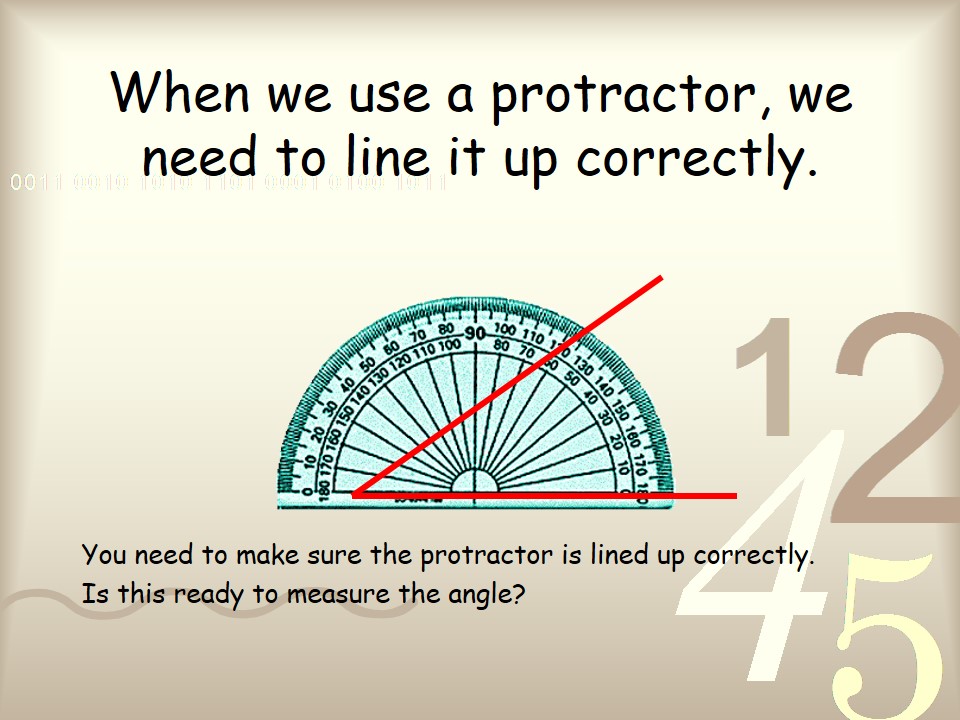 When we use a protractor, we
need to line it up correctly.
0011 0010 1010 1101 0001 0100 1011
80 90 100
70 110
60 100 80 120
50 110 70 130
40 120 50 140
30 130 40 150
20 140 30 160
10 150 20 170
0 160 10 180
170
180
1 2
4
5
You need to make sure the protractor is lined up correctly.
Is this ready to measure the angle?